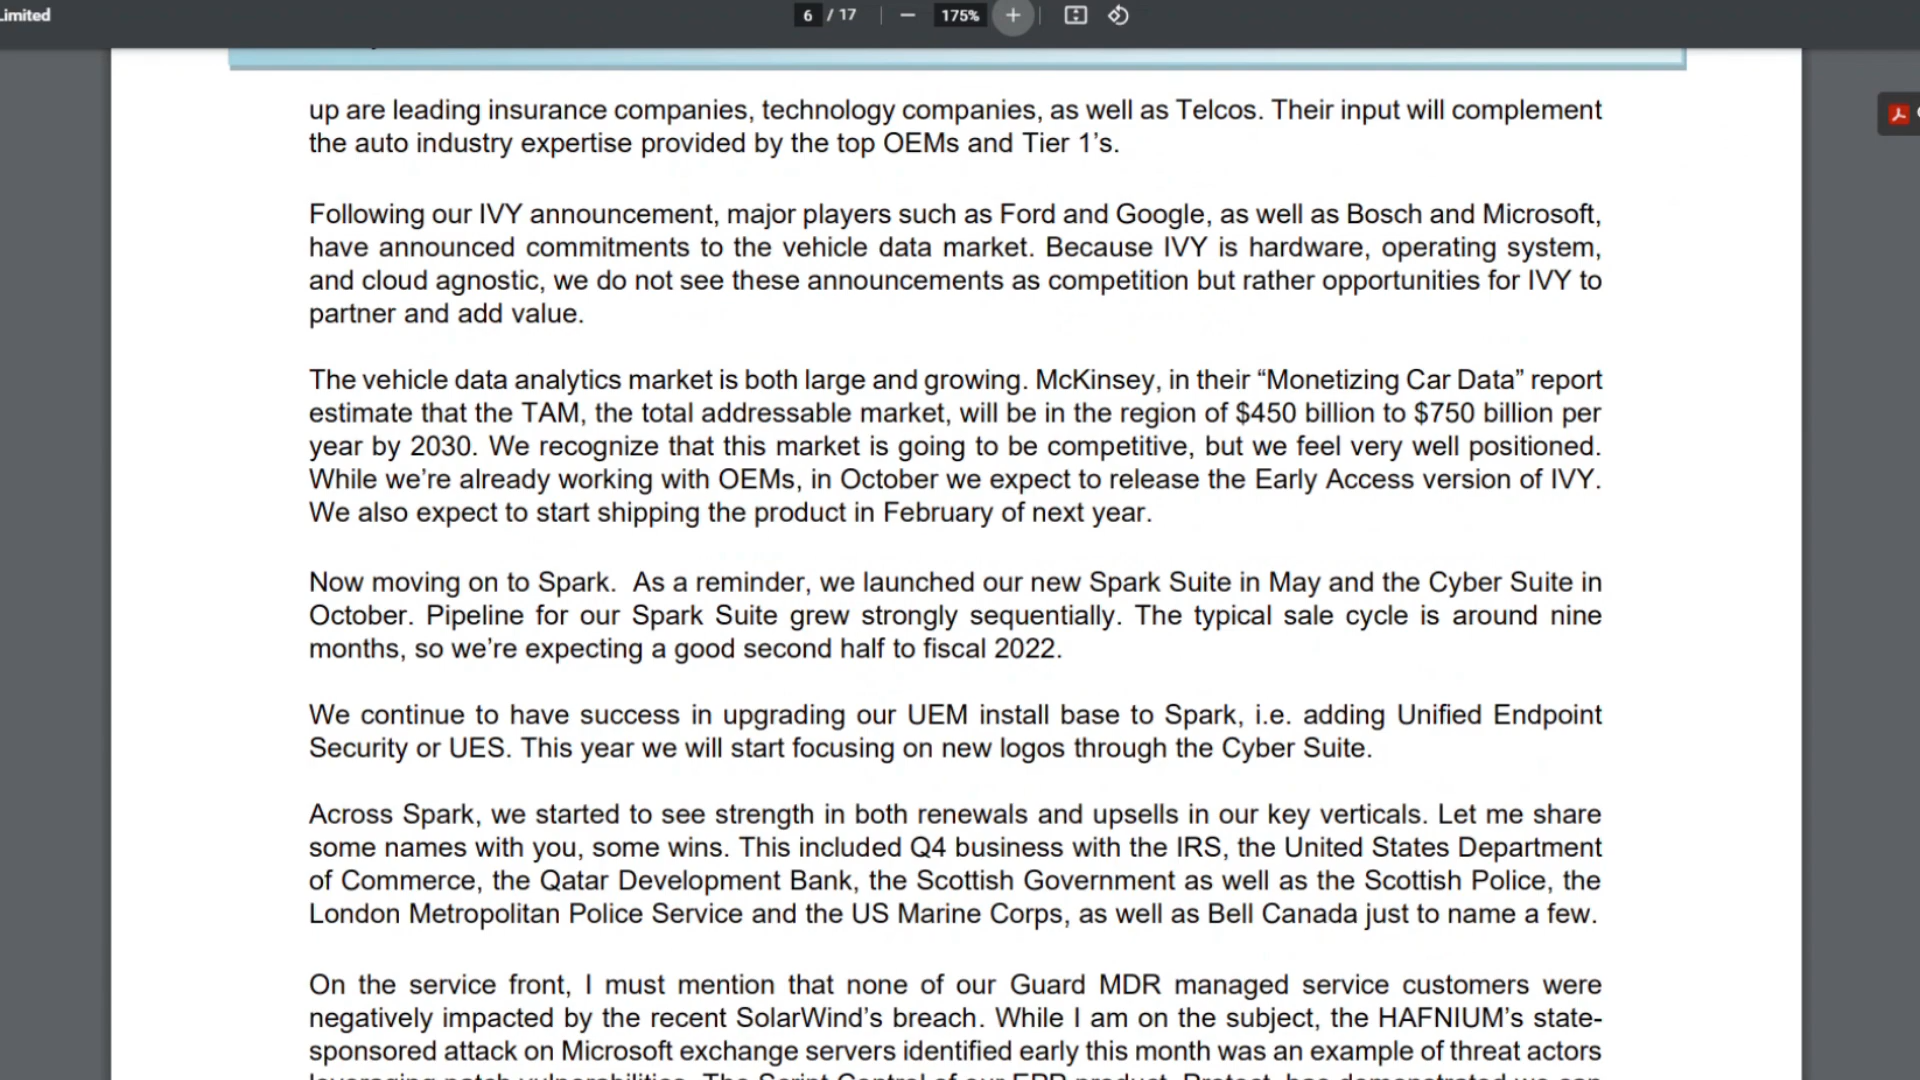 Limited
6 / 17
175%
up are leading insurance companies, technology companies, as well as Telcos. Their input will complement
the auto industry expertise provided by the top OEMs and Tier 1’s.
Following our IVY announcement, major players such as Ford and Google, as well as Bosch and Microsoft,
have announced commitments to the vehicle data market. Because IVY is hardware, operating system,
and cloud agnostic, we do not see these announcements as competition but rather opportunities for IVY to
partner and add value.
The vehicle data analytics market is both large and growing. McKinsey, in their “Monetizing Car Data” report
estimate that the TAM, the total addressable market, will be in the region of $450 billion to $750 billion per
year by 2030. We recognize that this market is going to be competitive, but we feel very well positioned.
While we’re already working with OEMs, in October we expect to release the Early Access version of IVY.
We also expect to start shipping the product in February of next year.
Now moving on to Spark. As a reminder, we launched our new Spark Suite in May and the Cyber Suite in
October. Pipeline for our Spark Suite grew strongly sequentially. The typical sale cycle is around nine
months, so we’re expecting a good second half to fiscal 2022.
We continue to have success in upgrading our UEM install base to Spark, i.e. adding Unified Endpoint
Security or UES. This year we will start focusing on new logos through the Cyber Suite.
Across Spark, we started to see strength in both renewals and upsells in our key verticals. Let me share
some names with you, some wins. This included Q4 business with the IRS, the United States Department
of Commerce, the Qatar Development Bank, the Scottish Government as well as the Scottish Police, the
London Metropolitan Police Service and the US Marine Corps, as well as Bell Canada just to name a few.
On the service front, I must mention that none of our Guard MDR managed service customers were
negatively impacted by the recent SolarWind’s breach. While I am on the subject, the HAFNIUM’s state-
sponsored attack on Microsoft exchange servers identified early this month was an example of threat actors